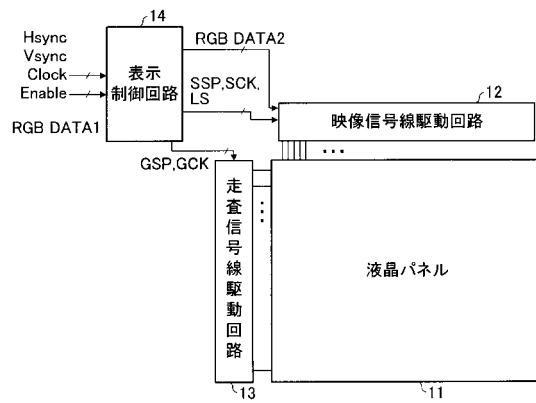 14
Hsync
Vsync
Clock
Enable
RGB DATA1
表示
制御回路
RGB DATA2
SSP,SCK,
LS
GSP,GCK
12
映像信号線駆動回路
...
走査信号線駆動回路
...
液晶パネル
13
11